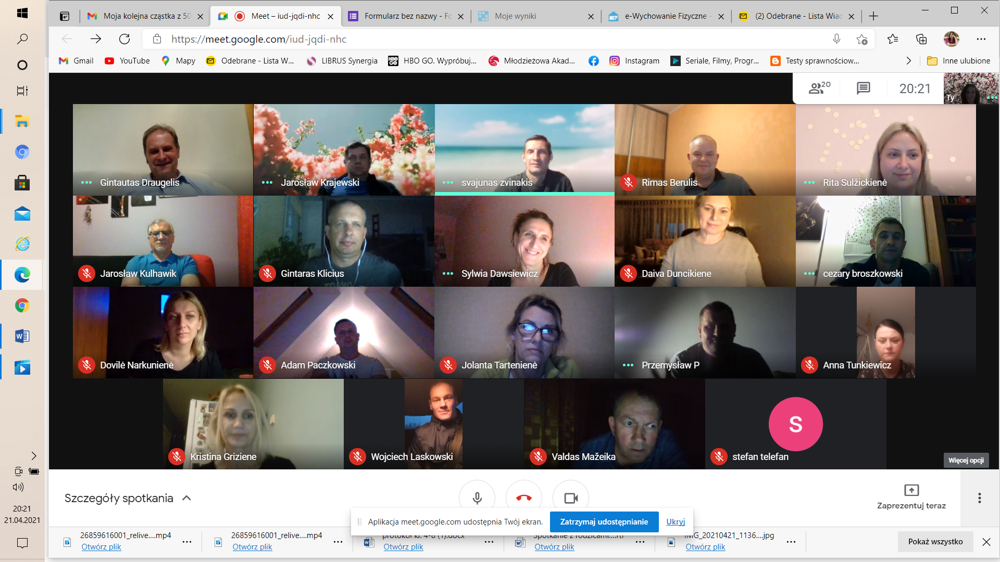 Moja kolejna cząstka z 50
Meet – iud-jqdi-nhc
Formularz bez nazwy - Fo
Moje wyniki
e-Wychowanie Fizyczne -
(2) Odebrane - Lista Wiad
https://meet.google.com/iud-jqdi-nhc
Gmail
YouTube
Mapy
Odebrane - Lista W...
LIBRUS Synergia
HBO GO. Wypróbuj,...
Młodzieżowa Akad...
Instagram
Seriale, Filmy, Progr...
Testy sprawnościow...
Inne ulubione
20
20:21
Ty
Gintautas Draugelis
Jarosław Krajewski
svajunas zvinakis
Rimas Berulis
Rita Sulžickienė
Jarosław Kulhawik
Gintaras Klicius
Sylwia Dawsiewicz
Daiva Duncikiene
cezary broszkowski
Dovilė Narkunienė
Adam Paczkowski
Jolanta Tartenienė
Przemysław P
Anna Tunkiewicz
Kristina Griziene
Wojciech Laskowski
Valdas Mažeika
S
stefan telefan
Więcej opcji
Szczegóły spotkania
Zaprezentuj teraz
Aplikacja meet.google.com udostępnia Twój ekran.
Zatrzymaj udostępnianie
Ukryj
20:21
21.04.2021
26859616001_relive....mp4
Otwórz plik
26859616001_relive....mp4
Otwórz plik
protokół kl. 4-8 (1).docx
Otwórz plik
Spotkanie z rodzicami....rtf
Otwórz plik
IMG_20210421_1136....jpg
Otwórz plik
Pokaż wszystko